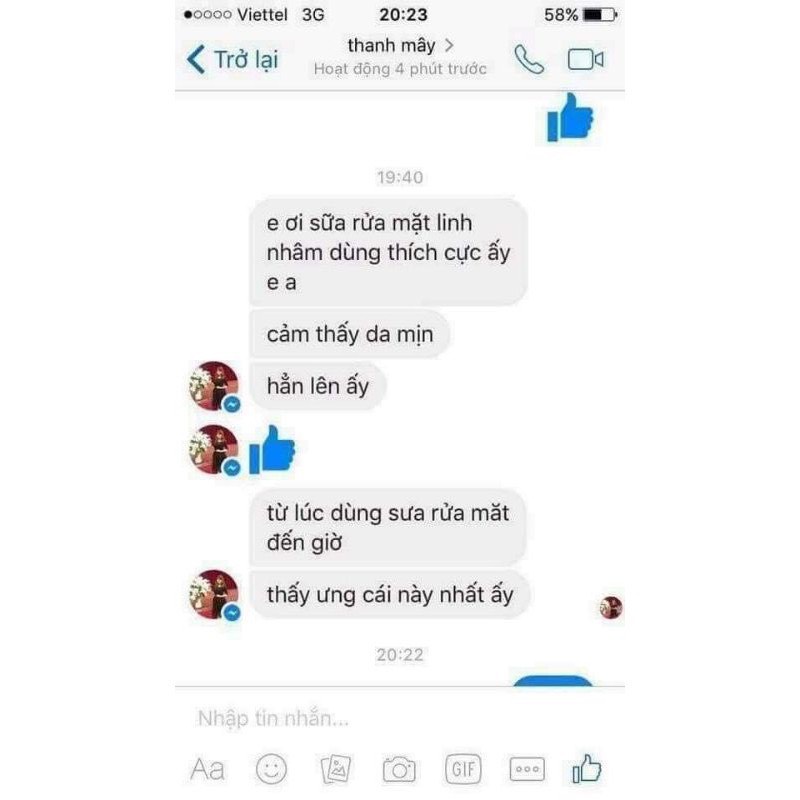 Viettel 3G 20:23 58%
Trở lại
thanh mây
Hoạt động 4 phút trước
19:40
e ơi sữa rửa mặt linh
nhâm dùng thích cực ấy
e a
cảm thấy da mịn
hẳn lên ấy
từ lúc dùng sưa rửa măt
đến giờ
thấy ưng cái này nhất ấy
20:22
Nhập tin nhắn...
Aa
GIF